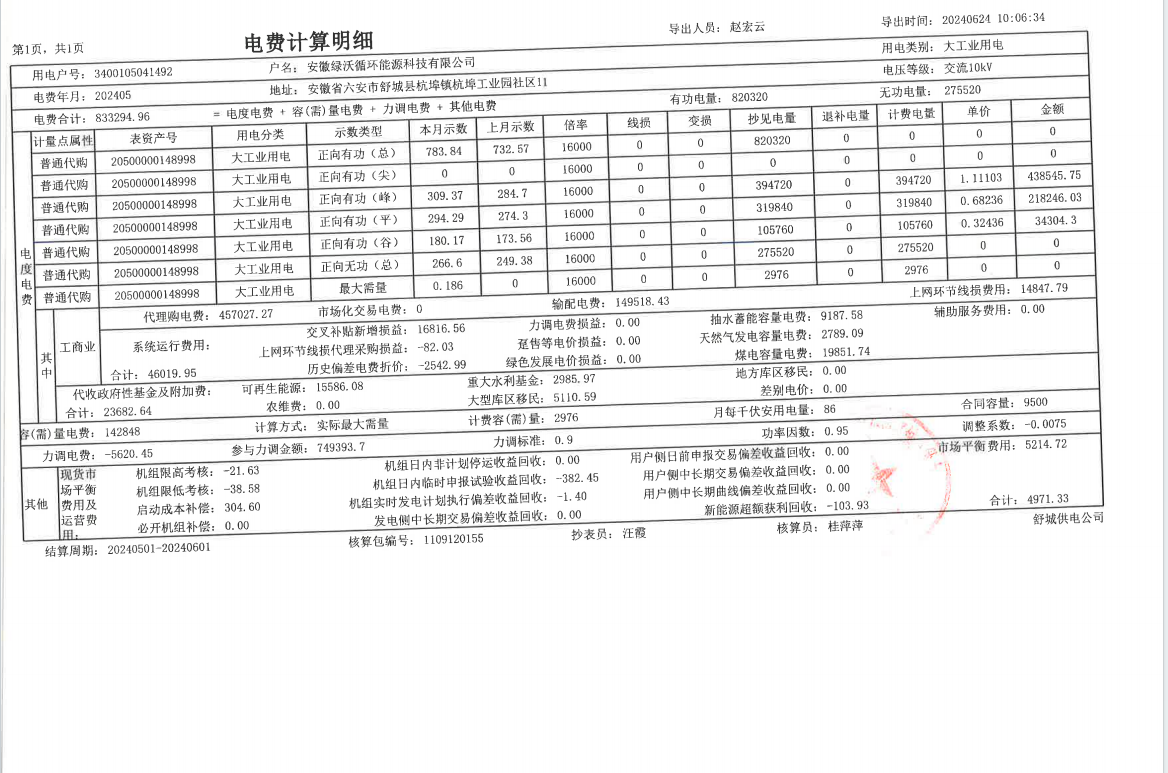 第1页，共1页
电费计算明细
导出人员： 赵宏云
导出时间： 20240624 10:06:34
用电户号： 3400105041492 户名： 安徽绿沃循环能源科技有限公司 用电类别： 大工业用电
电费年月： 202405 地址： 安徽省六安市舒城县杭埠镇杭埠工业园社区11 电压等级： 交流10kV
电费合计： 833294.96 = 电度电费 + 容(需)量电费 + 力调电费 + 其他电费 有功电量： 820320 无功电量： 275520
电度电费
计量点属性 表资产号 用电分类 示数类型 本月示数 上月示数 倍率 线损 变损 抄见电量 退补电量 计费电量 单价 金额
普通代购 20500000148998 大工业用电 正向有功（总） 783.84 732.57 16000 0 0 820320 0 0 0 0
普通代购 20500000148998 大工业用电 正向有功（尖） 0 0 16000 0 0 0 0 0 0 0
普通代购 20500000148998 大工业用电 正向有功（峰） 309.37 284.7 16000 0 0 394720 0 394720 1.11103 438545.75
普通代购 20500000148998 大工业用电 正向有功（平） 294.29 274.3 16000 0 0 319840 0 319840 0.68236 218246.03
普通代购 20500000148998 大工业用电 正向有功（谷） 180.17 173.56 16000 0 0 105760 0 105760 0.32436 34304.3
普通代购 20500000148998 大工业用电 正向无功（总） 266.6 249.38 16000 0 0 275520 0 275520 0 0
普通代购 20500000148998 大工业用电 最大需量 0.186 0 16000 0 0 2976 0 2976 0 0
其中
工商业
代理购电费： 457027.27 市场化交易电费： 0 输配电费： 149518.43 上网环节线损费用： 14847.79
系统运行费用： 交叉补贴新增损益： 16816.56 力调电费损益： 0.00 抽水蓄能容量电费： 9187.58 辅助服务费用： 0.00
上网环节线损代理采购损益： -82.03 趸售等电价损益： 0.00 天然气发电容量电费： 2789.09
合计： 46019.95 历史偏差电费折价： -2542.99 绿色发展电价损益： 0.00 煤电容量电费： 19851.74
代收政府性基金及附加费： 可再生能源： 15586.08 重大水利基金： 2985.97 地方库区移民： 0.00
合计： 23682.64 农维费： 0.00 大型库区移民： 5110.59 差别电价： 0.00
容(需)量电费： 142848 计算方式： 实际最大需量 计费容(需)量： 2976 月每千伏安用电量： 86 合同容量： 9500
力调电费： -5620.45 参与力调金额： 749393.7 力调标准： 0.9 功率因数： 0.95 调整系数： -0.0075
其他
现货市场平衡费用及运营费用：
机组限高考核： -21.63 机组日内非计划停运收益回收： 0.00 用户侧日前申报交易偏差收益回收： 0.00 市场平衡费用： 5214.72
机组限低考核： -38.58 机组日内临时申报试验收益回收： -382.45 用户侧中长期交易偏差收益回收： 0.00
启动成本补偿： 304.60 机组实时发电计划执行偏差收益回收： -1.40 用户侧中长期曲线偏差收益回收： 0.00
必开机组补偿： 0.00 发电侧中长期交易偏差收益回收： 0.00 新能源超额获利回收： -103.93 合计： 4971.33
结算周期： 20240501-20240601 核算包编号： 1109120155 抄表员： 汪霞 核算员： 桂萍萍 舒城供电公司